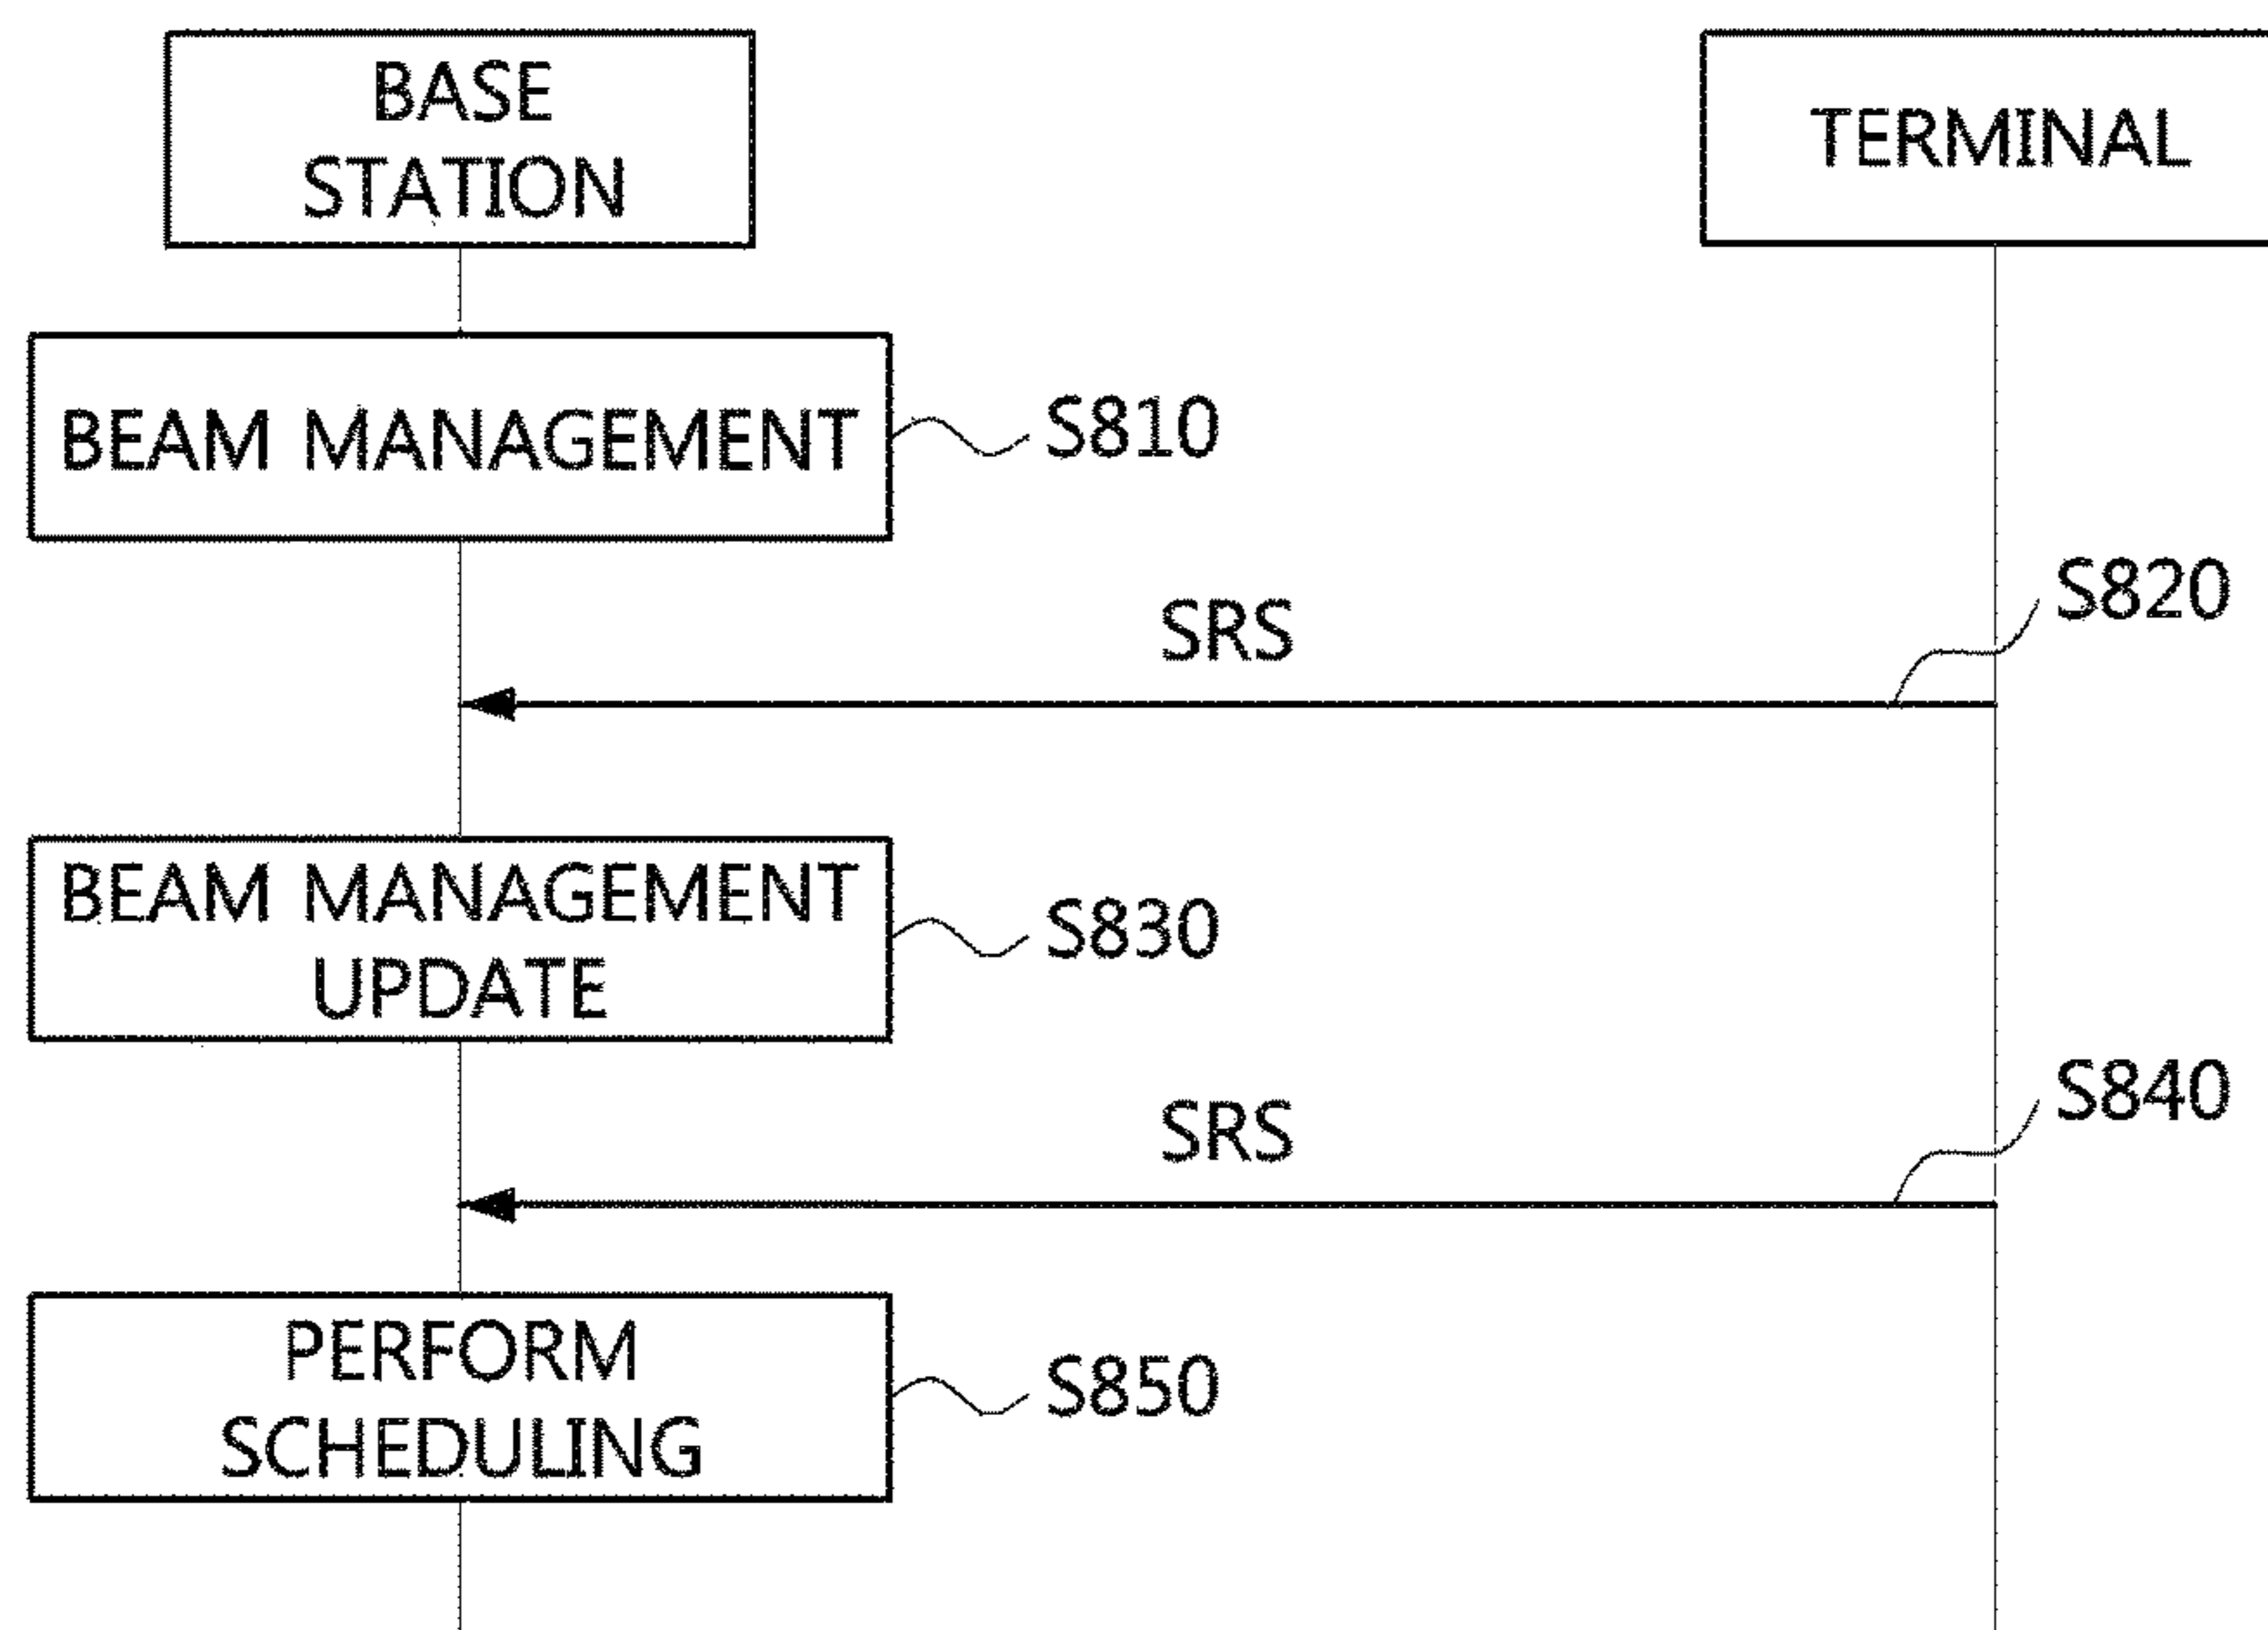 BASE
STATION
TERMINAL
BEAM MANAGEMENT
S810
S820
SRS
BEAM MANAGEMENT
UPDATE
S830
S840
SRS
PERFORM
SCHEDULING
S850